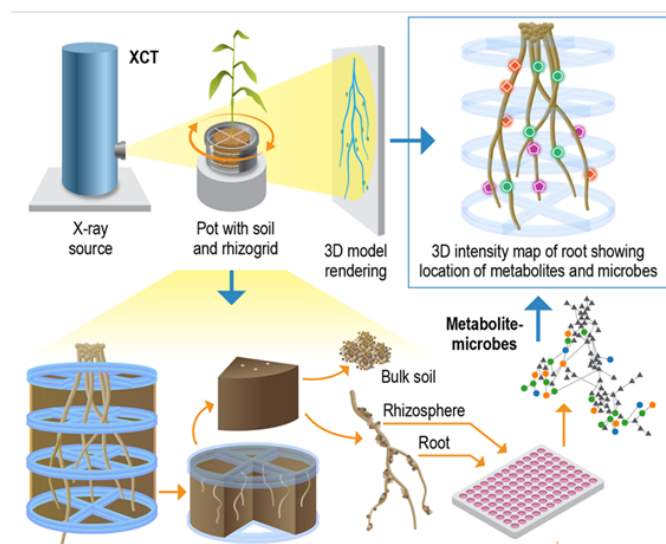 XCT
X-ray
source
Pot with soil
and rhizogrid
3D model
rendering
3D intensity map of root showing
location of metabolites and microbes
Metabolite-
microbes
Bulk soil
Rhizosphere
Root